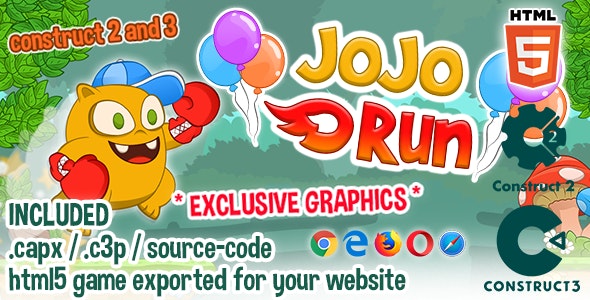 construct 2 and 3
HTML
5
JOJO
RUN
2
Construct 2
* EXCLUSIVE GRAPHICS *
INCLUDED
.capx / .c3p / source-code
html5 game exported for your website
CONSTRUCT3